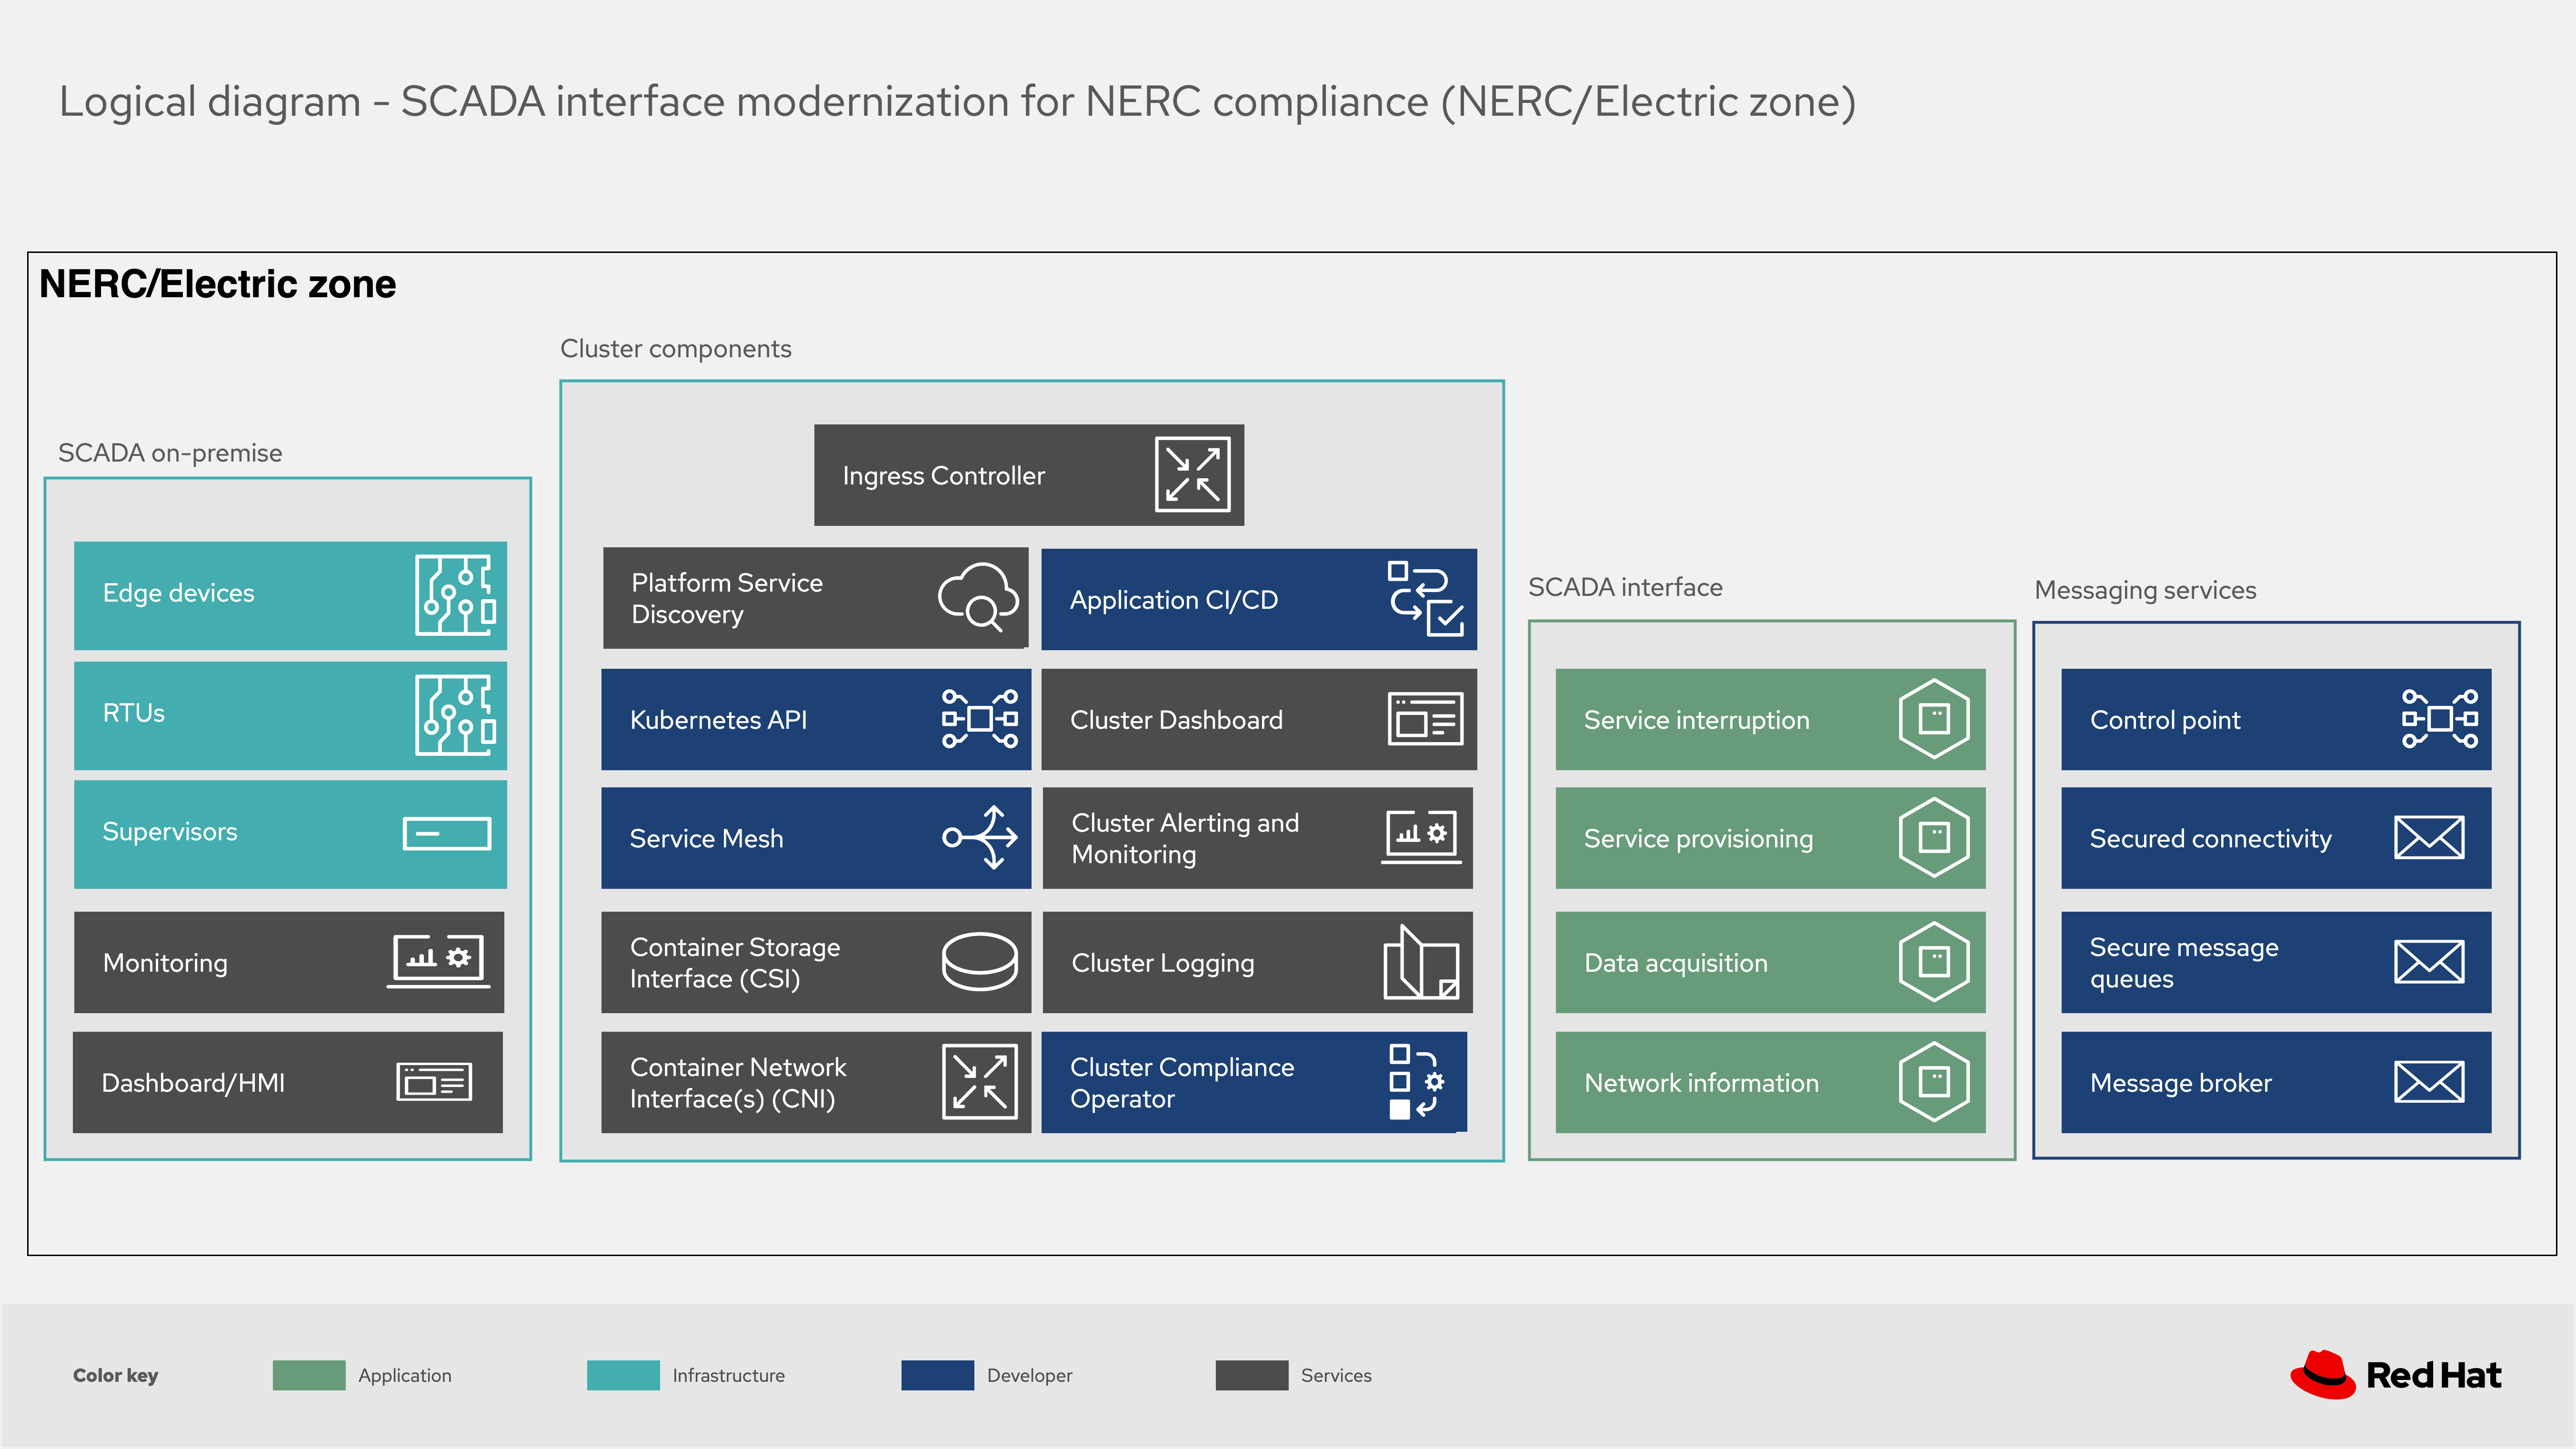 Logical diagram - SCADA interface modernization for NERC compliance (NERC/Electric zone)
NERC/Electric zone
SCADA on-premise
Edge devices
RTUs
Supervisors
Monitoring
Dashboard/HMI
Cluster components
Ingress Controller
Platform Service
Discovery
Application CI/CD
Kubernetes API
Cluster Dashboard
Service Mesh
Cluster Alerting and
Monitoring
Container Storage
Interface (CSI)
Cluster Logging
Container Network
Interface(s) (CNI)
Cluster Compliance
Operator
SCADA interface
Service interruption
Service provisioning
Data acquisition
Network information
Messaging services
Control point
Secured connectivity
Secure message
queues
Message broker
Color key
Application
Infrastructure
Developer
Services
Red Hat